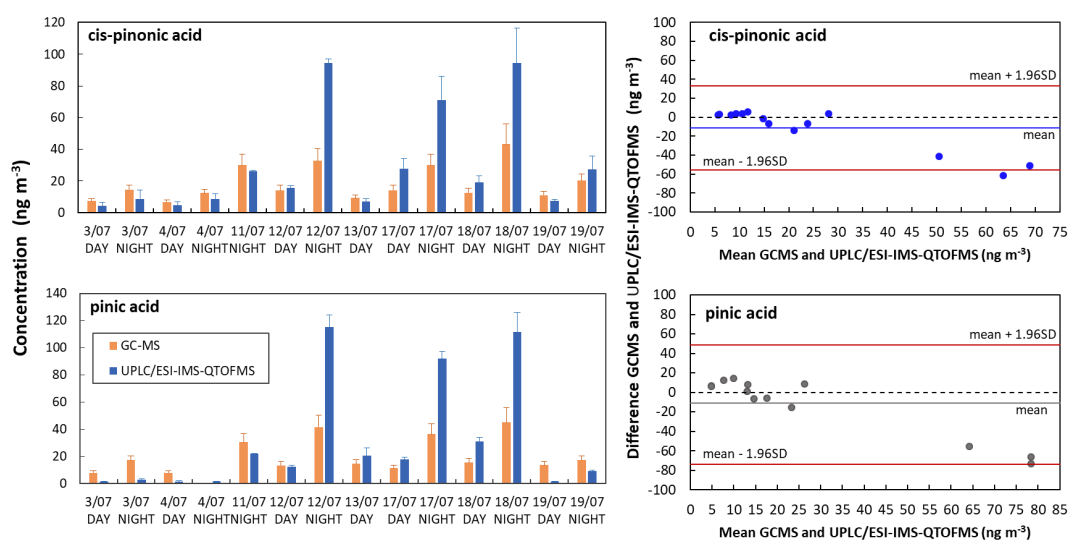 Concentration (ng m⁻³)
cis-pinonic acid
120
100
80
60
40
20
0
3/07 3/07 4/07 4/07 11/07 12/07 12/07 13/07 17/07 17/07 18/07 18/07 19/07 19/07
DAY NIGHT DAY NIGHT NIGHT DAY NIGHT DAY DAY NIGHT DAY NIGHT DAY NIGHT
pinic acid
GC-MS
UPLC/ESI-IMS-QTOFMS
140
120
100
80
60
40
20
0
3/07 3/07 4/07 4/07 11/07 12/07 12/07 13/07 17/07 17/07 18/07 18/07 19/07 19/07
DAY NIGHT DAY NIGHT NIGHT DAY NIGHT DAY DAY NIGHT DAY NIGHT DAY NIGHT
Difference GCMS and UPLC/ESI-IMS-QTOFMS (ng m⁻³)
cis-pinonic acid
100
80
60
40
20
0
-20
-40
-60
-80
-100
mean + 1.96SD
mean
mean - 1.96SD
0 5 10 15 20 25 30 35 40 45 50 55 60 65 70 75
Mean GCMS and UPLC/ESI-IMS-QTOFMS (ng m⁻³)
pinic acid
100
80
60
40
20
0
-20
-40
-60
-80
-100
mean + 1.96SD
mean
mean - 1.96SD
0 5 10 15 20 25 30 35 40 45 50 55 60 65 70 75 80 85
Mean GCMS and UPLC/ESI-IMS-QTOFMS (ng m⁻³)